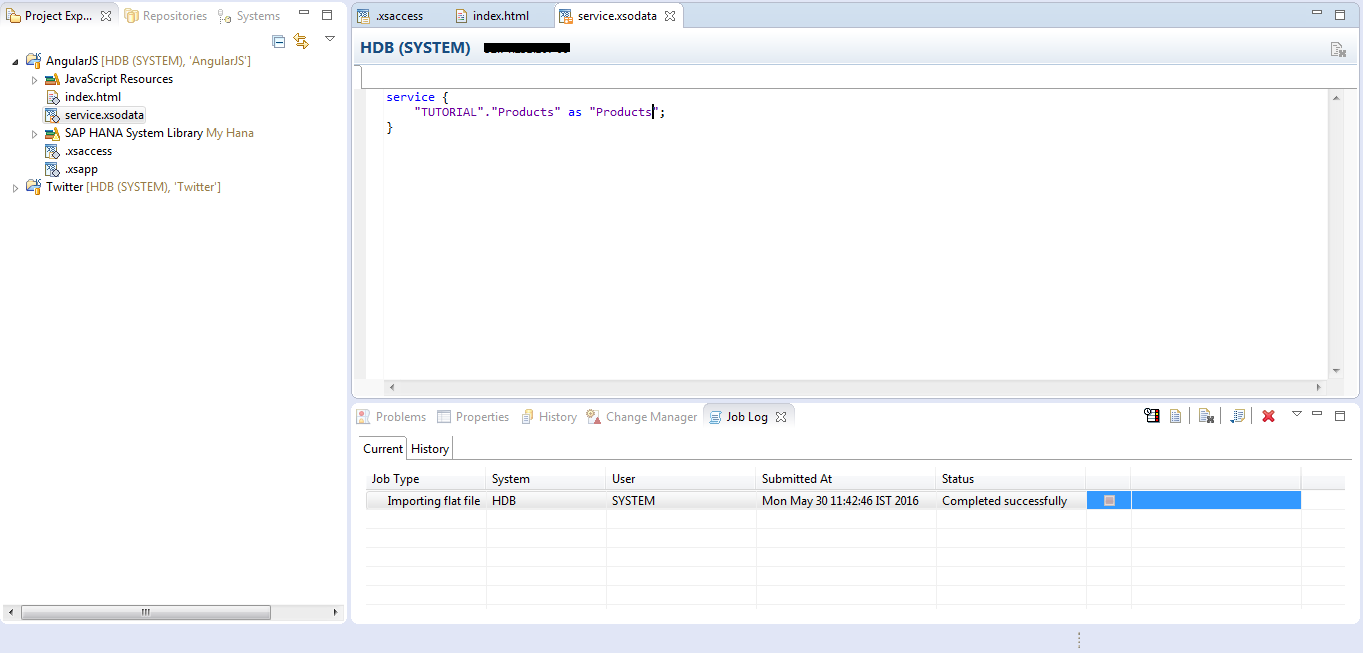 Project Exp...
Repositories
Systems
AngularJS [HDB (SYSTEM), 'AngularJS']
JavaScript Resources
index.html
service.xsodata
SAP HANA System Library My Hana
.xsaccess
.xsapp
Twitter [HDB (SYSTEM), 'Twitter']
.xsaccess
index.html
service.xsodata
HDB (SYSTEM)
service {
"TUTORIAL"."Products" as "Products";
}
Problems
Properties
History
Change Manager
Job Log
Current
History
Job Type System User Submitted At Status
Importing flat file HDB SYSTEM Mon May 30 11:42:46 IST 2016 Completed successfully